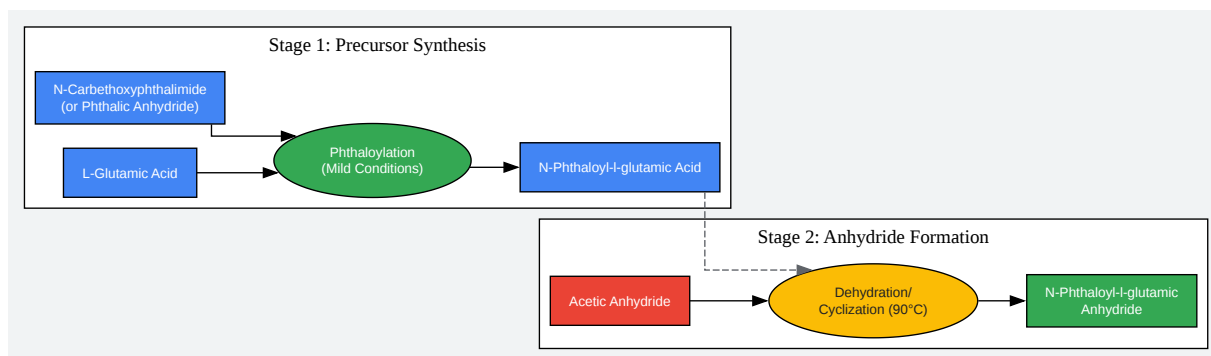 Stage 1: Precursor Synthesis
N-Carbethoxyphthalimide
(or Phthalic Anhydride)
L-Glutamic Acid
Phthaloylation
(Mild Conditions)
N-Phthaloyl-l-glutamic Acid
Stage 2: Anhydride Formation
Acetic Anhydride
Dehydration/
Cyclization (90°C)
N-Phthaloyl-l-glutamic
Anhydride